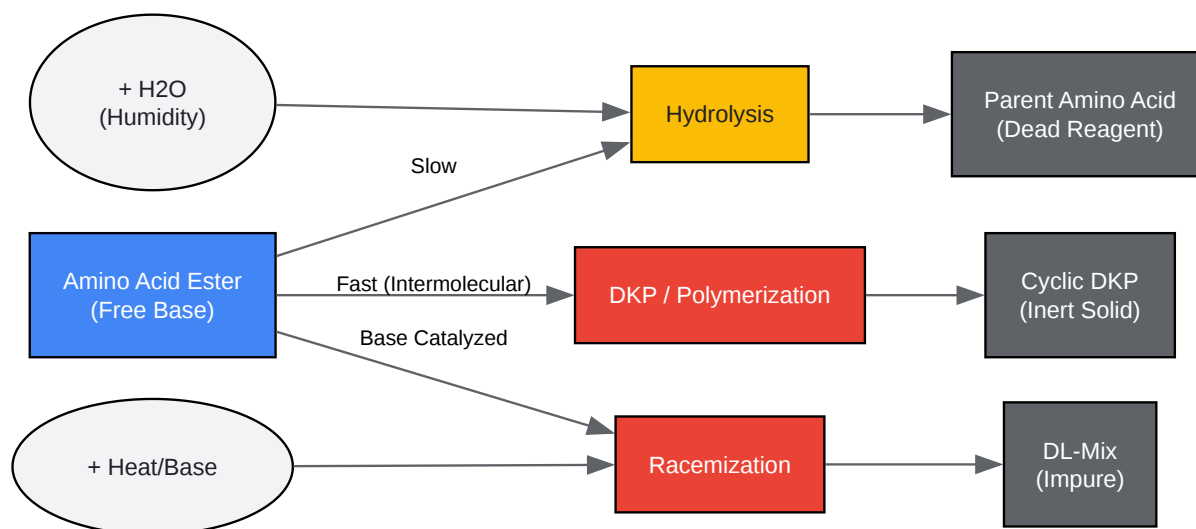 + H2O
(Humidity)
Hydrolysis
Parent Amino Acid
(Dead Reagent)
Slow
Amino Acid Ester
(Free Base)
Fast (Intermolecular)
DKP / Polymerization
Cyclic DKP
(Inert Solid)
Base Catalyzed
+ Heat/Base
Racemization
DL-Mix
(Impure)